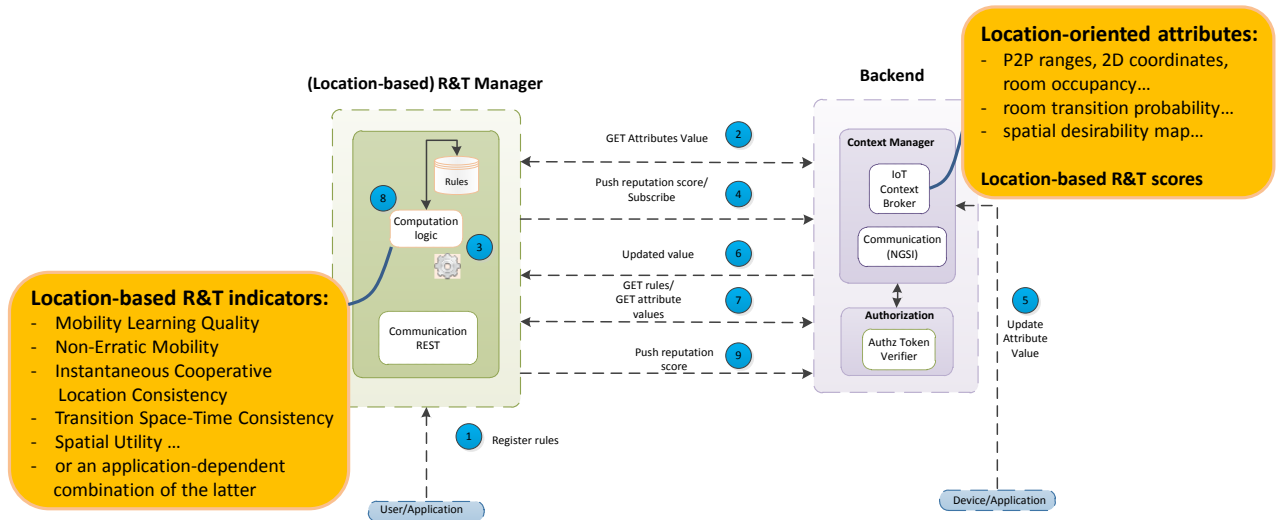 Location-oriented attributes:
- P2P ranges, 2D coordinates,
room occupancy...
- room transition probability...
- spatial desirability map...
Location-based R&T scores
(Location-based) R&T Manager
Backend
GET Attributes Value
2
Context Manager
Rules
IoT
Context
Broker
Push reputation score/
Subscribe
4
8
Computation
logic
3
Communication
(NGSI)
Updated value
6
GET rules/
GET attribute
values
7
5
Update
Attribute
Value
Location-based R&T indicators:
- Mobility Learning Quality
- Non-Erratic Mobility
- Instantaneous Cooperative
Location Consistency
- Transition Space-Time Consistency
- Spatial Utility ...
- or an application-dependent
combination of the latter
Communication
REST
Authorization
Authz Token
Verifier
Push reputation
score
9
1
Register rules
User/Application
Device/Application